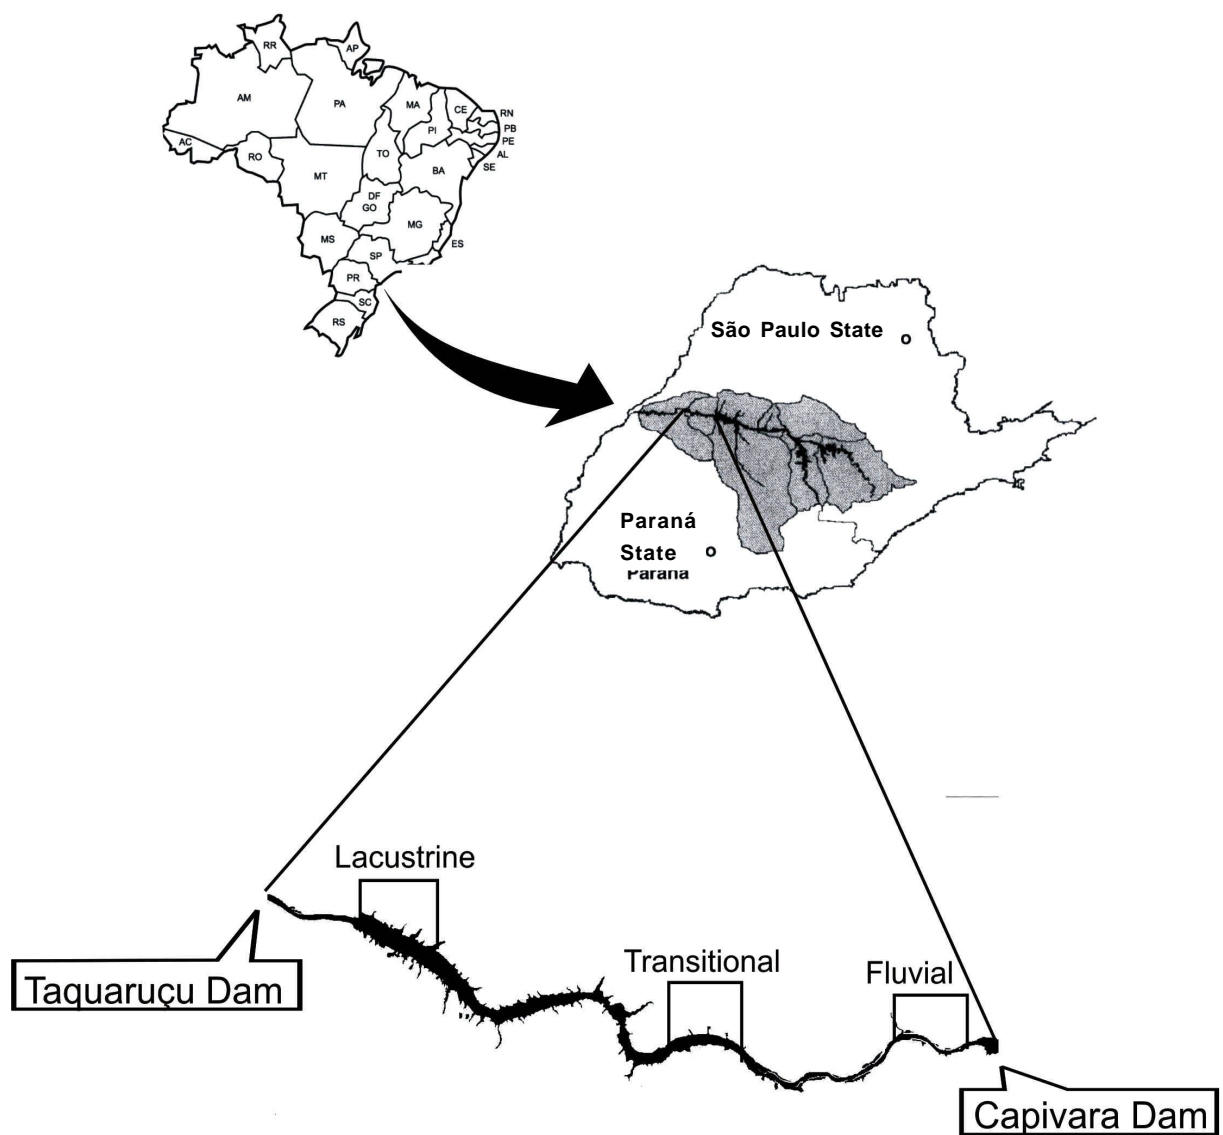 RR
AP
AM
PA
MA
CE
RN
PB
PE
AL
SE
PI
AC
RO
TO
BA
MT
DF
GO
MG
ES
MS
SP
PR
SC
RS
São Paulo State
Paraná
State
Paraná
Lacustrine
Transitional
Fluvial
Taquaruçu Dam
Capivara Dam